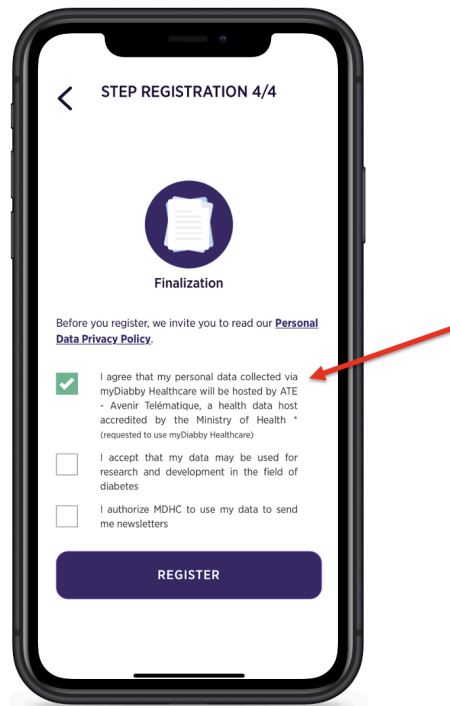 STEP REGISTRATION 4/4
Finalization
Before you register, we invite you to read our Personal
Data Privacy Policy.
I agree that my personal data collected via
myDiabby Healthcare will be hosted by ATE
- Avenir Telématique, a health data host
accredited by the Ministry of Health *
(requested to use myDiabby Healthcare)
I accept that my data may be used for
research and development in the field of
diabetes
I authorize MDHC to use my data to send
me newsletters
REGISTER